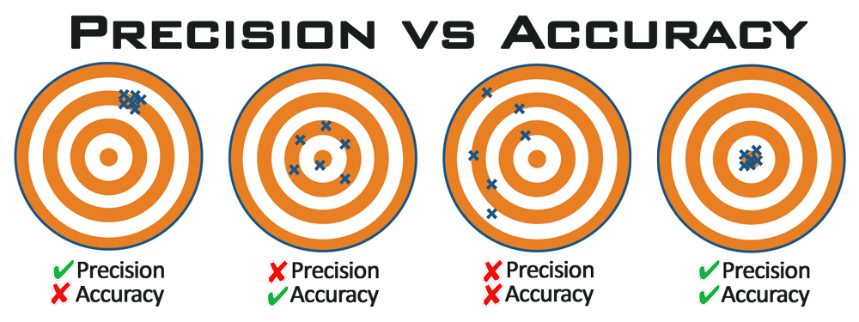 PRECISION VS ACCURACY
✔Precision
✘Accuracy
✘Precision
✔Accuracy
✘Precision
✘Accuracy
✔Precision
✔Accuracy